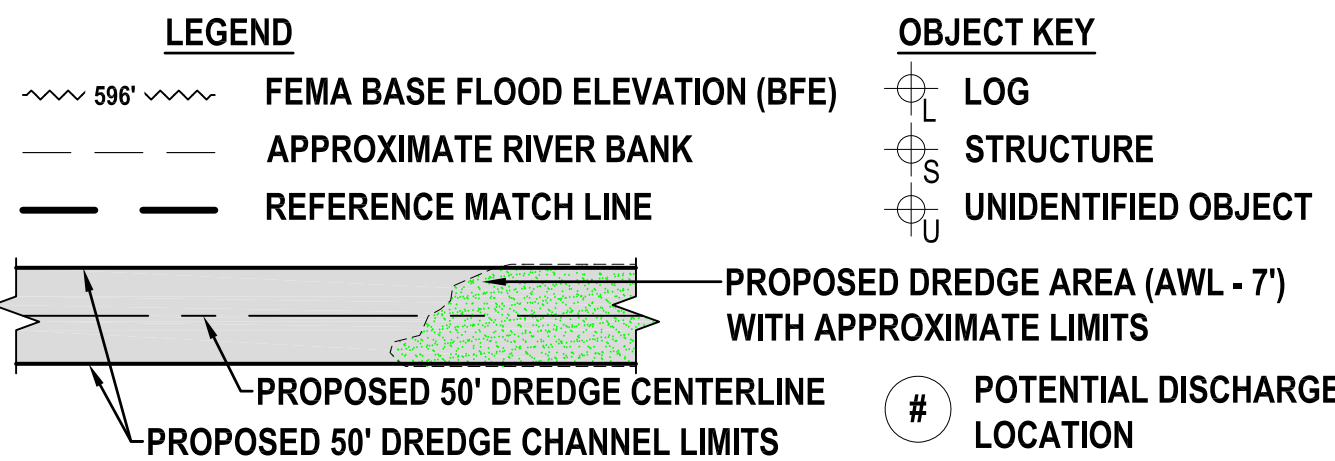 LEGEND
596' FEMA BASE FLOOD ELEVATION (BFE)
APPROXIMATE RIVER BANK
REFERENCE MATCH LINE
OBJECT KEY
L LOG
S STRUCTURE
U UNIDENTIFIED OBJECT
PROPOSED DREDGE AREA (AWL - 7')
WITH APPROXIMATE LIMITS
PROPOSED 50' DREDGE CENTERLINE
PROPOSED 50' DREDGE CHANNEL LIMITS
# POTENTIAL DISCHARGE
LOCATION